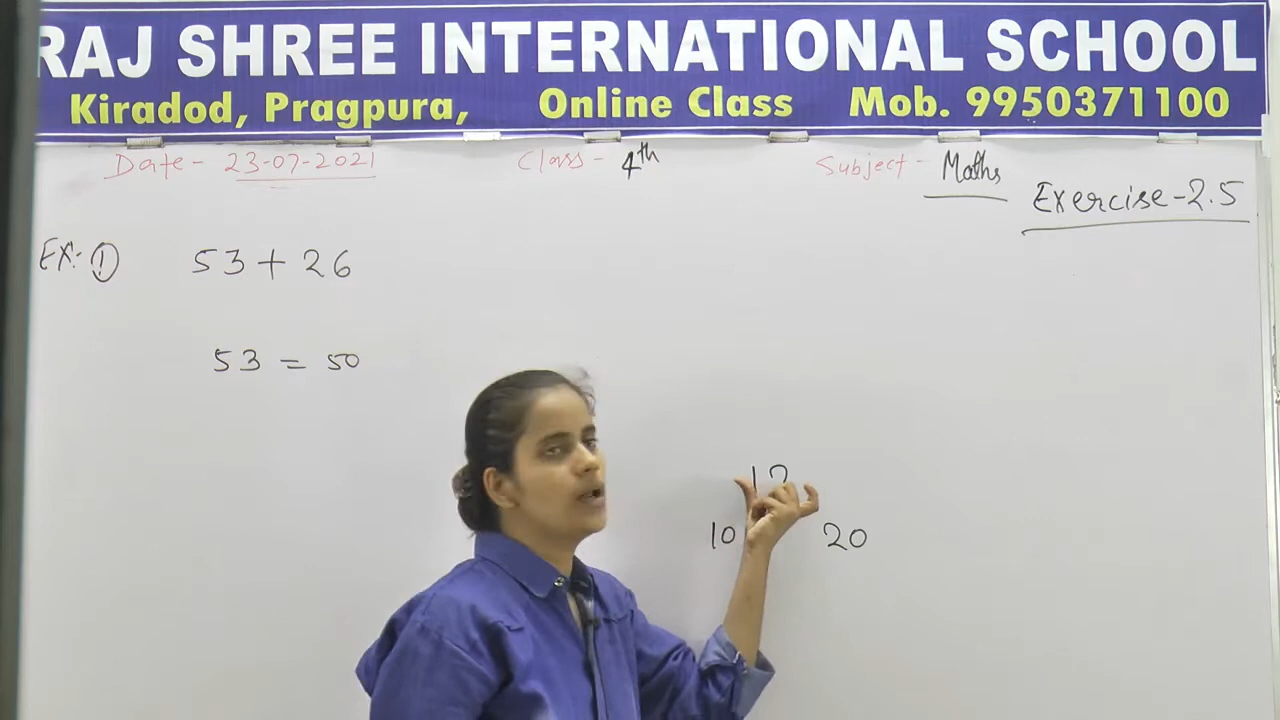 RAJ SHREE INTERNATIONAL SCHOOL
Kiradod, Pragpura, Online Class Mob. 9950371100
Date - 23-07-2021 Class - 4th Subject - Maths
Exercise - 2.5
EX: ① 53 + 26
53 = 50
12
10 20